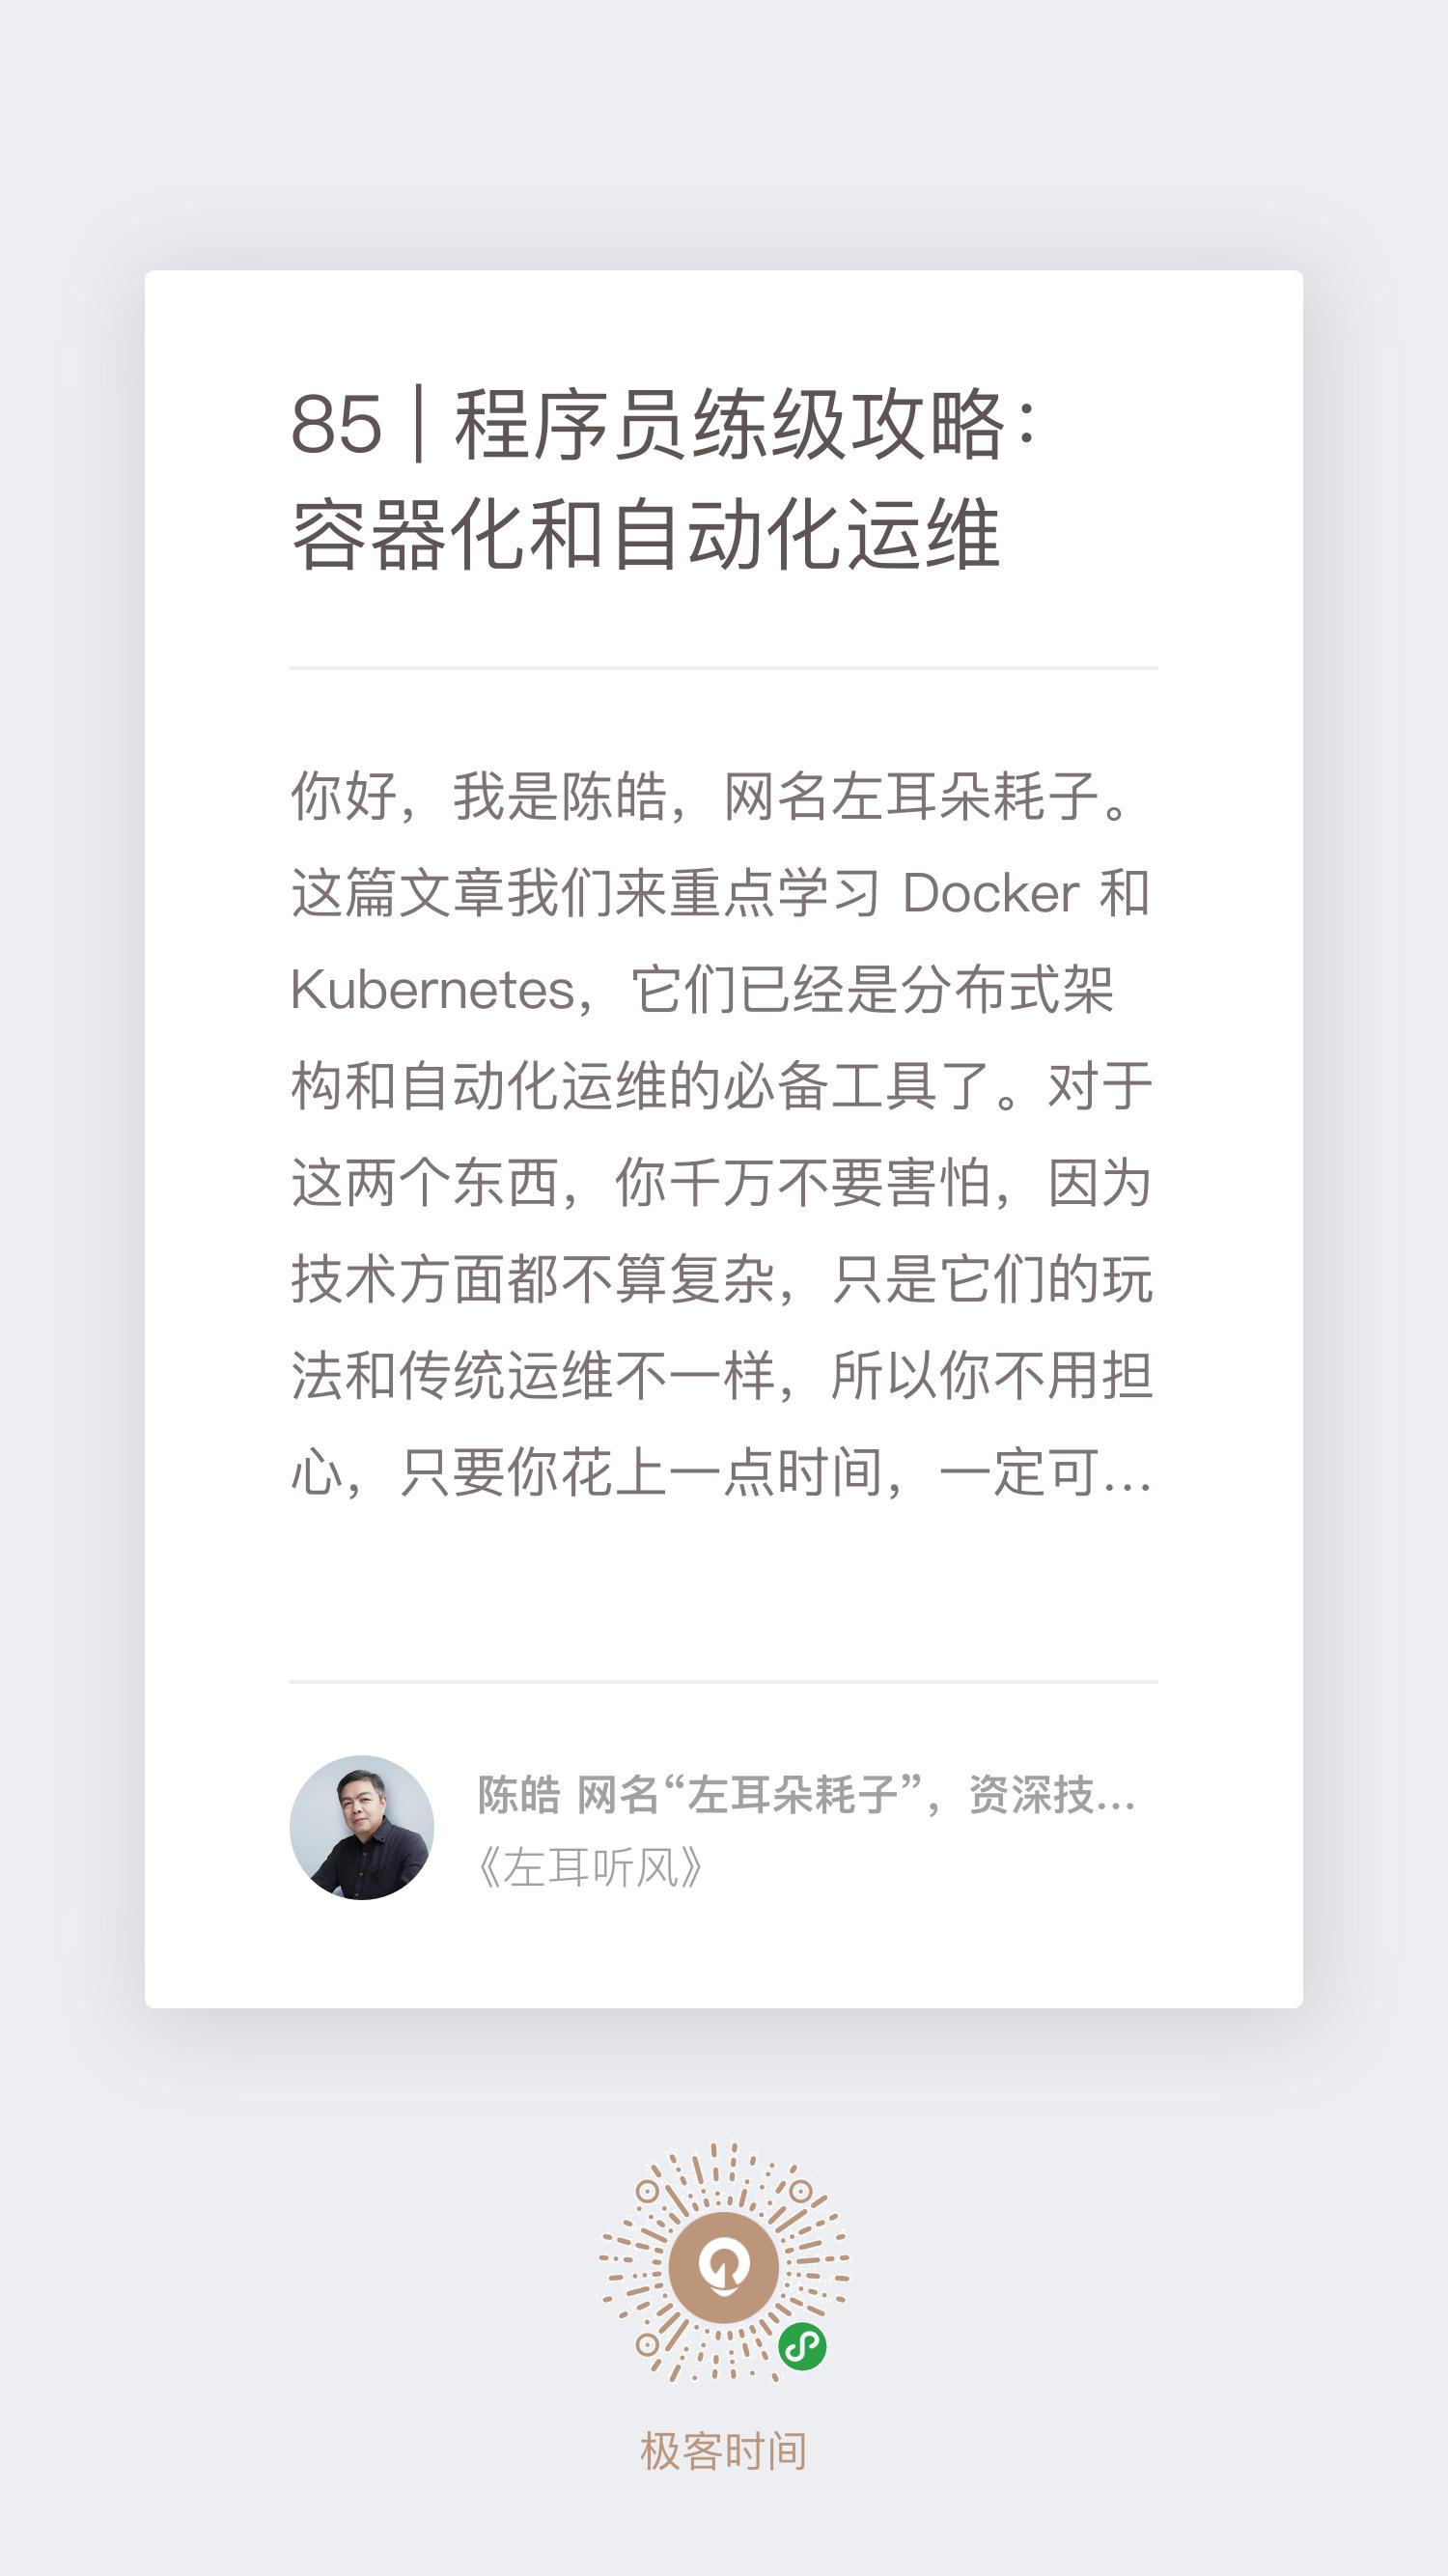 85 | 程序员练级攻略：
容器化和自动化运维
你好，我是陈皓，网名左耳朵耗子。
这篇文章我们来重点学习 Docker 和
Kubernetes，它们已经是分布式架
构和自动化运维的必备工具了。对于
这两个东西，你千万不要害怕，因为
技术方面都不算复杂，只是它们的玩
法和传统运维不一样，所以你不用担
心，只要你花上一点时间，一定可...
陈皓 网名“左耳朵耗子”，资深技...
《左耳听风》
极客时间